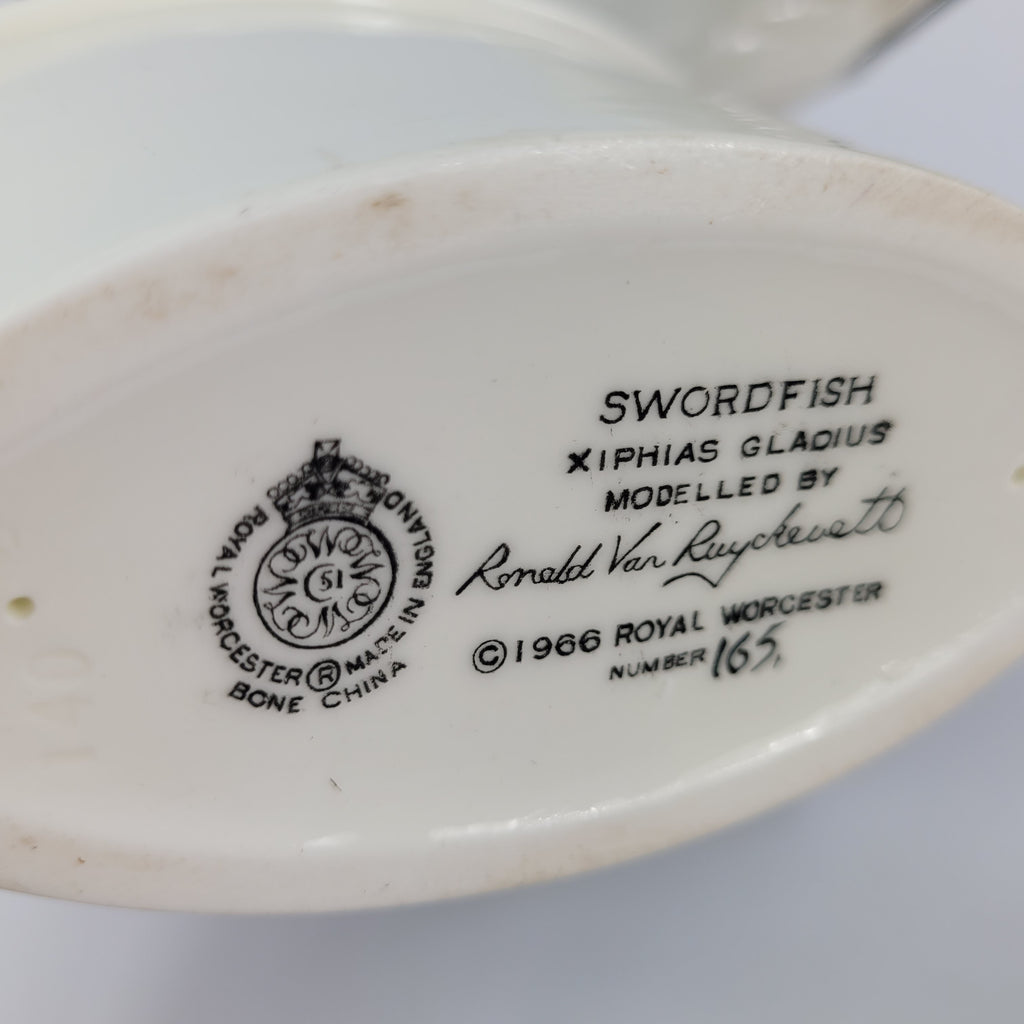 SWORDFISH
XIPHIAS GLADIUS
MODELLED BY
Ronald Van Ruyckevelt
© 1966 ROYAL WORCESTER
NUMBER 165.
ROYAL WORCESTER ® MADE IN ENGLAND
BONE CHINA
51